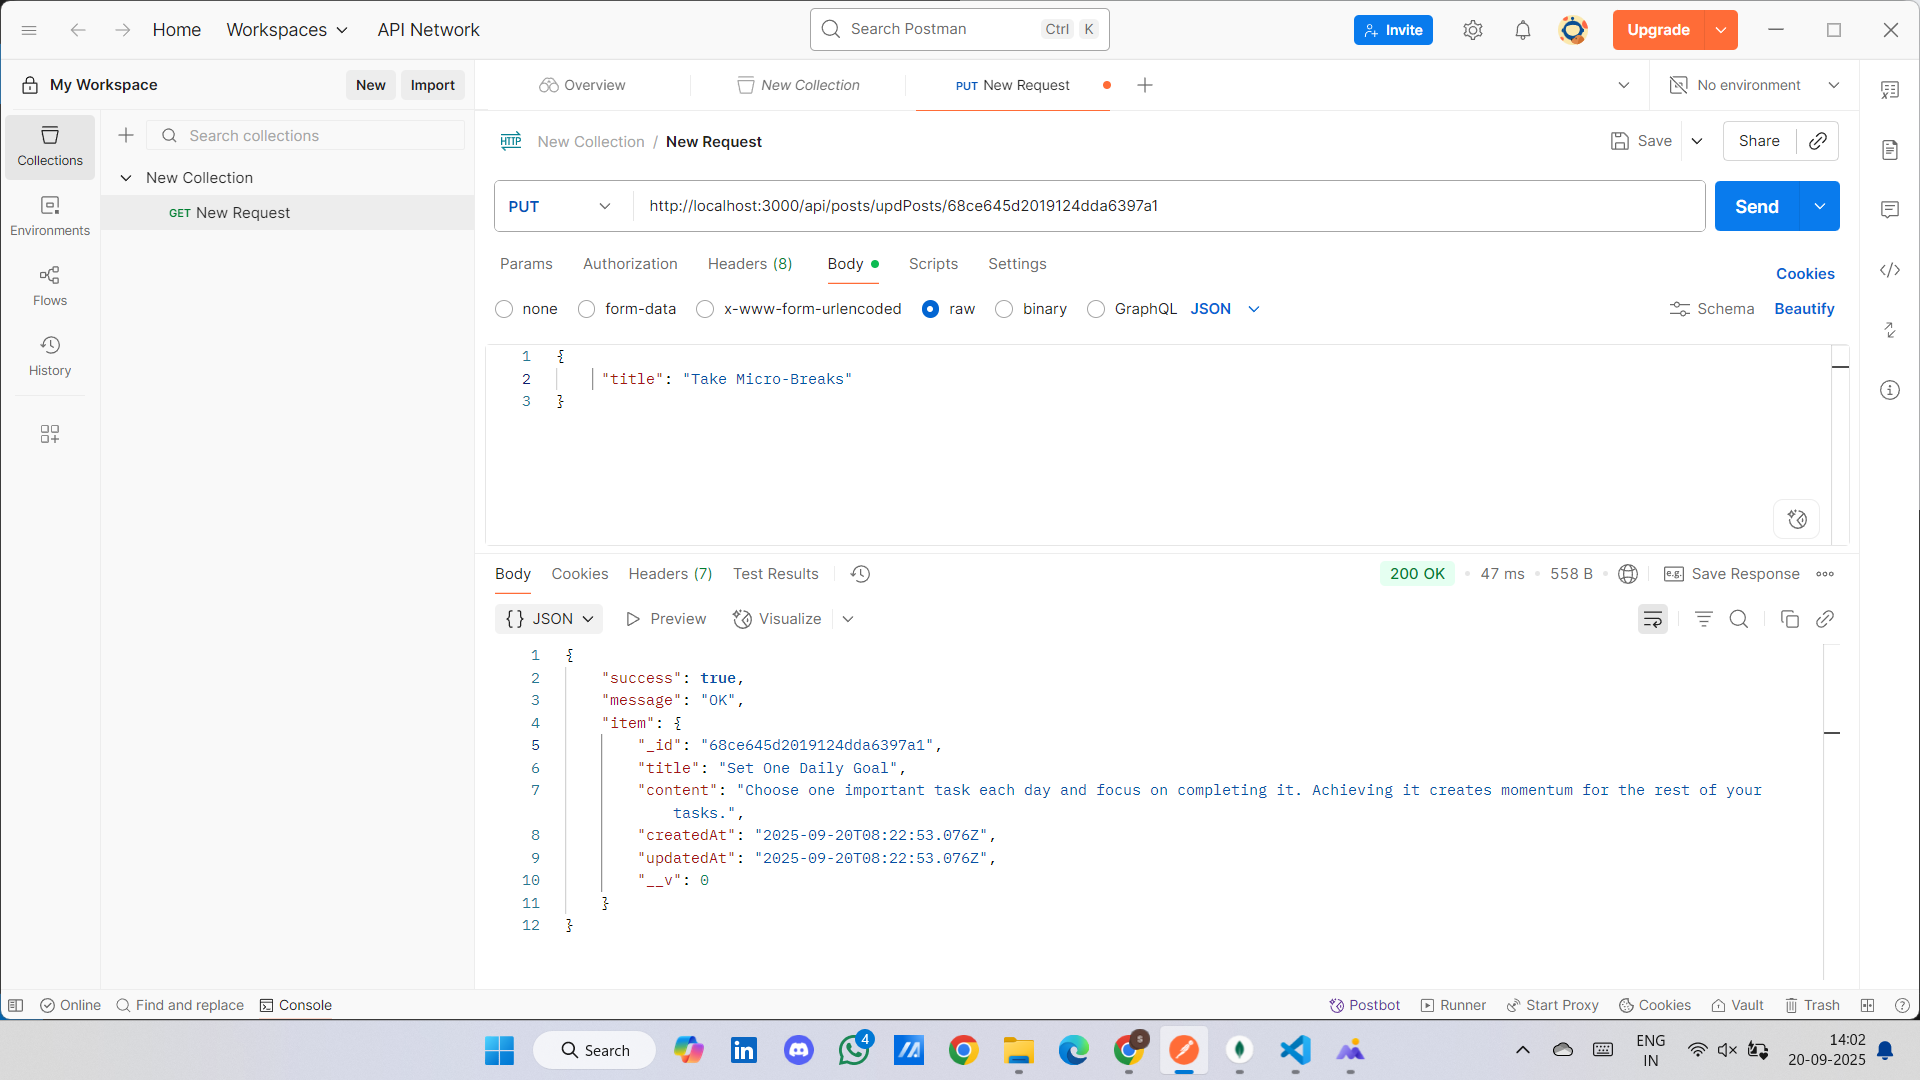 Home
Workspaces
API Network
Search Postman
Ctrl K
Invite
Upgrade
My Workspace
New
Import
Overview
New Collection
PUT New Request
No environment
Collections
Environments
Flows
History
Search collections
New Collection
GET New Request
HTTP
New Collection / New Request
Save
Share
PUT
http://localhost:3000/api/posts/updPosts/68ce645d2019124dda6397a1
Send
Params
Authorization
Headers (8)
Body
Scripts
Settings
Cookies
none
form-data
x-www-form-urlencoded
raw
binary
GraphQL
JSON
Schema
Beautify
1 {
2 "title": "Take Micro-Breaks"
3 }
Body
Cookies
Headers (7)
Test Results
200 OK
47 ms
558 B
e.g. Save Response
{} JSON
Preview
Visualize
1 {
2 "success": true,
3 "message": "OK",
4 "item": {
5 "_id": "68ce645d2019124dda6397a1",
6 "title": "Set One Daily Goal",
7 "content": "Choose one important task each day and focus on completing it. Achieving it creates momentum for the rest of your
tasks.",
8 "createdAt": "2025-09-20T08:22:53.076Z",
9 "updatedAt": "2025-09-20T08:22:53.076Z",
10 "__v": 0
11 }
12 }
Online
Find and replace
Console
Postbot
Runner
Start Proxy
Cookies
Vault
Trash
Search
in
4
s
ENG
IN
14:02
20-09-2025